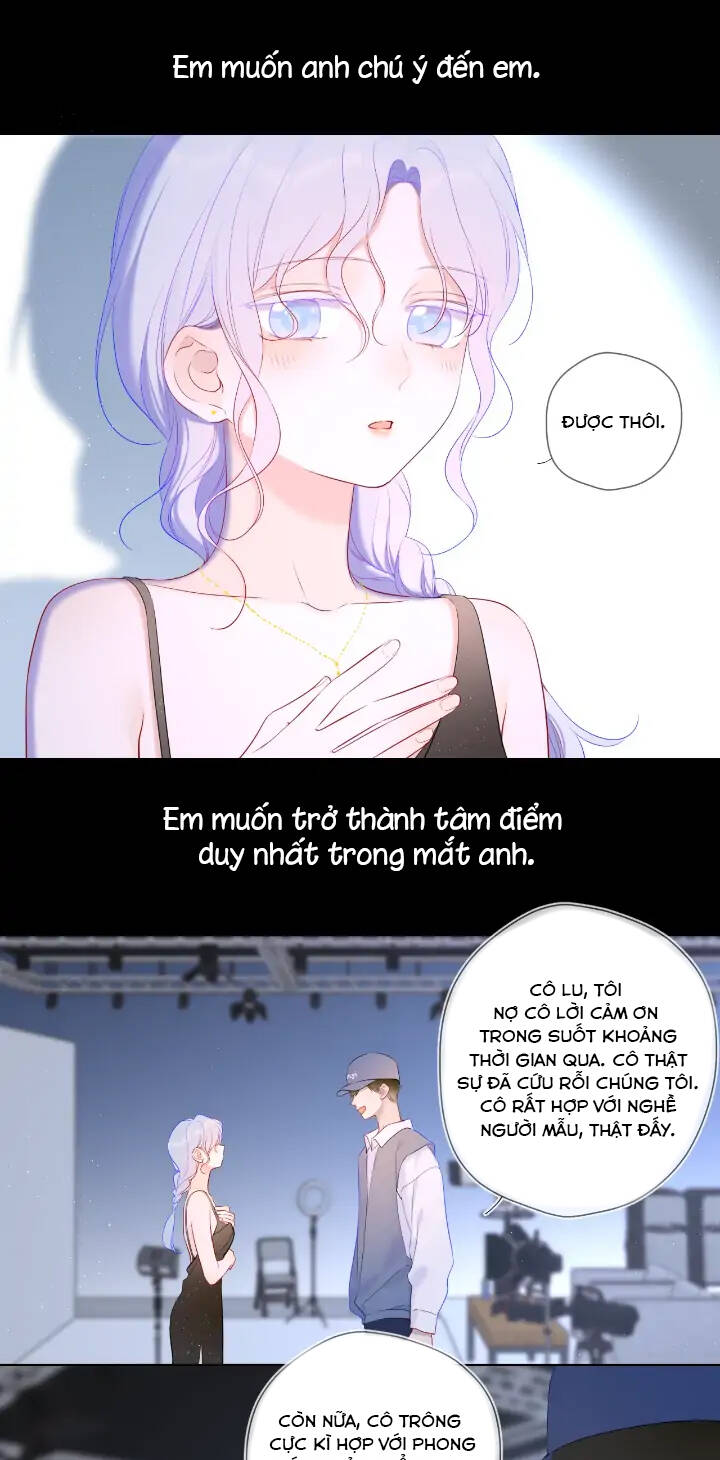 Em muốn anh chú ý đến em.
ĐƯỢC THÔI.
Em muốn trở thành tâm điểm
duy nhất trong mắt anh.
CÔ LU, TÔI
NỢ CÔ LỜI CẢM ƠN
TRONG SUỐT KHOẢNG
THỜI GIAN QUA. CÔ THẬT
SỰ ĐÃ CỨU RỖI CHÚNG TÔI.
CÔ RẤT HỢP VỚI NGHỀ
NGƯỜI MẪU, THẬT ĐẤY.
CÒN NỮA, CÔ TRÔNG
CỰC KÌ HỢP VỚI PHONG